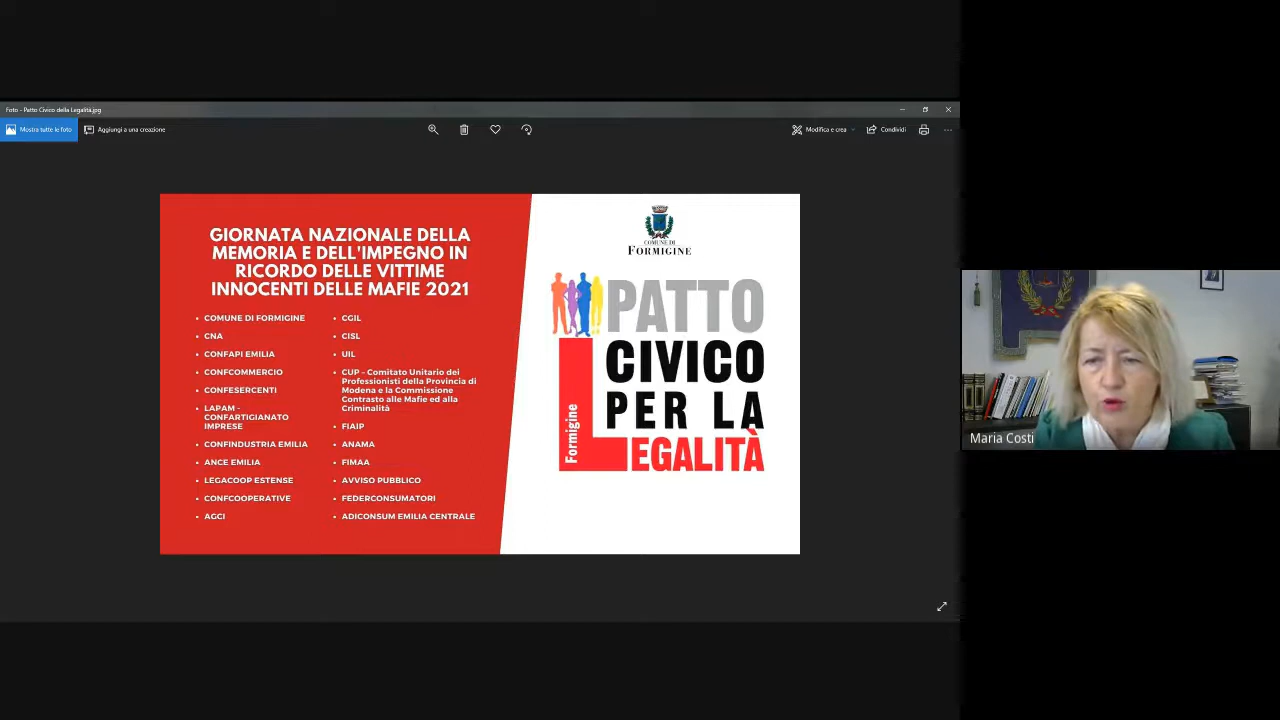 Foto - Patto Civico della Legalità.jpg
Mostra tutte le foto
Aggiungi a una creazione
Modifica e crea
Condividi
GIORNATA NAZIONALE DELLA
MEMORIA E DELL'IMPEGNO IN
RICORDO DELLE VITTIME
INNOCENTI DELLE MAFIE 2021
• COMUNE DI FORMIGINE
• CNA
• CONFAPI EMILIA
• CONFCOMMERCIO
• CONFESERCENTI
• LAPAM -
CONFARTIGIANATO
IMPRESE
• CONFINDUSTRIA EMILIA
• ANCE EMILIA
• LEGACOOP ESTENSE
• CONFCOOPERATIVE
• AGCI
• CGIL
• CISL
• UIL
• CUP - Comitato Unitario dei
Professionisti della Provincia di
Modena e la Commissione
Contrasto alle Mafie ed alla
Criminalità
• FIAIP
• ANAMA
• FIMAA
• AVVISO PUBBLICO
• FEDERCONSUMATORI
• ADICONSUM EMILIA CENTRALE
COMUNE DI
FORMIGINE
PATTO
CIVICO
PER LA
LEGALITÀ
Formigine
Maria Costi